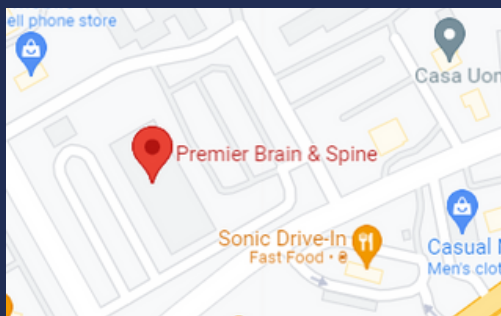 ell phone store
Casa Uon
Premier Brain & Spine
Sonic Drive-In
Fast Food •
Casual
Men's clot